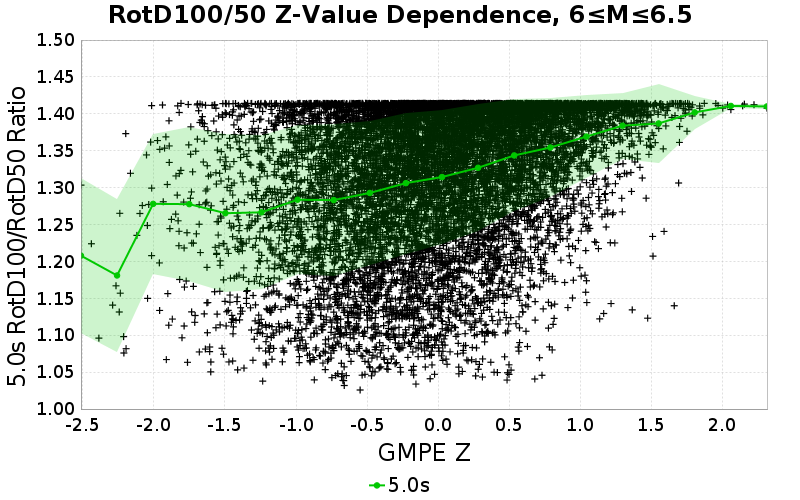 RotD100/50 Z-Value Dependence, 6≤M≤6.5
5.0s RotD100/RotD50 Ratio
1.50
1.45
1.40
1.35
1.30
1.25
1.20
1.15
1.10
1.05
1.00
-2.5 -2.0 -1.5 -1.0 -0.5 0.0 0.5 1.0 1.5 2.0
GMPE Z
5.0s